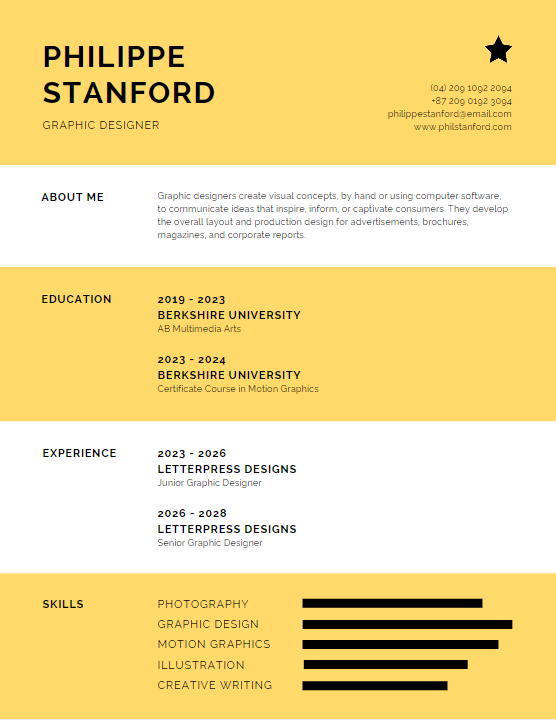 PHILIPPE
STANFORD
GRAPHIC DESIGNER
(04) 209 1092 2094
+87 209 0192 3094
philippestanford@email.com
www.philstanford.com
ABOUT ME
Graphic designers create visual concepts, by hand or using computer software,
to communicate ideas that inspire, inform, or captivate consumers. They develop
the overall layout and production design for advertisements, brochures,
magazines, and corporate reports.
EDUCATION
2019 - 2023
BERKSHIRE UNIVERSITY
AB Multimedia Arts
2023 - 2024
BERKSHIRE UNIVERSITY
Certificate Course in Motion Graphics
EXPERIENCE
2023 - 2026
LETTERPRESS DESIGNS
Junior Graphic Designer
2026 - 2028
LETTERPRESS DESIGNS
Senior Graphic Designer
SKILLS
PHOTOGRAPHY
GRAPHIC DESIGN
MOTION GRAPHICS
ILLUSTRATION
CREATIVE WRITING